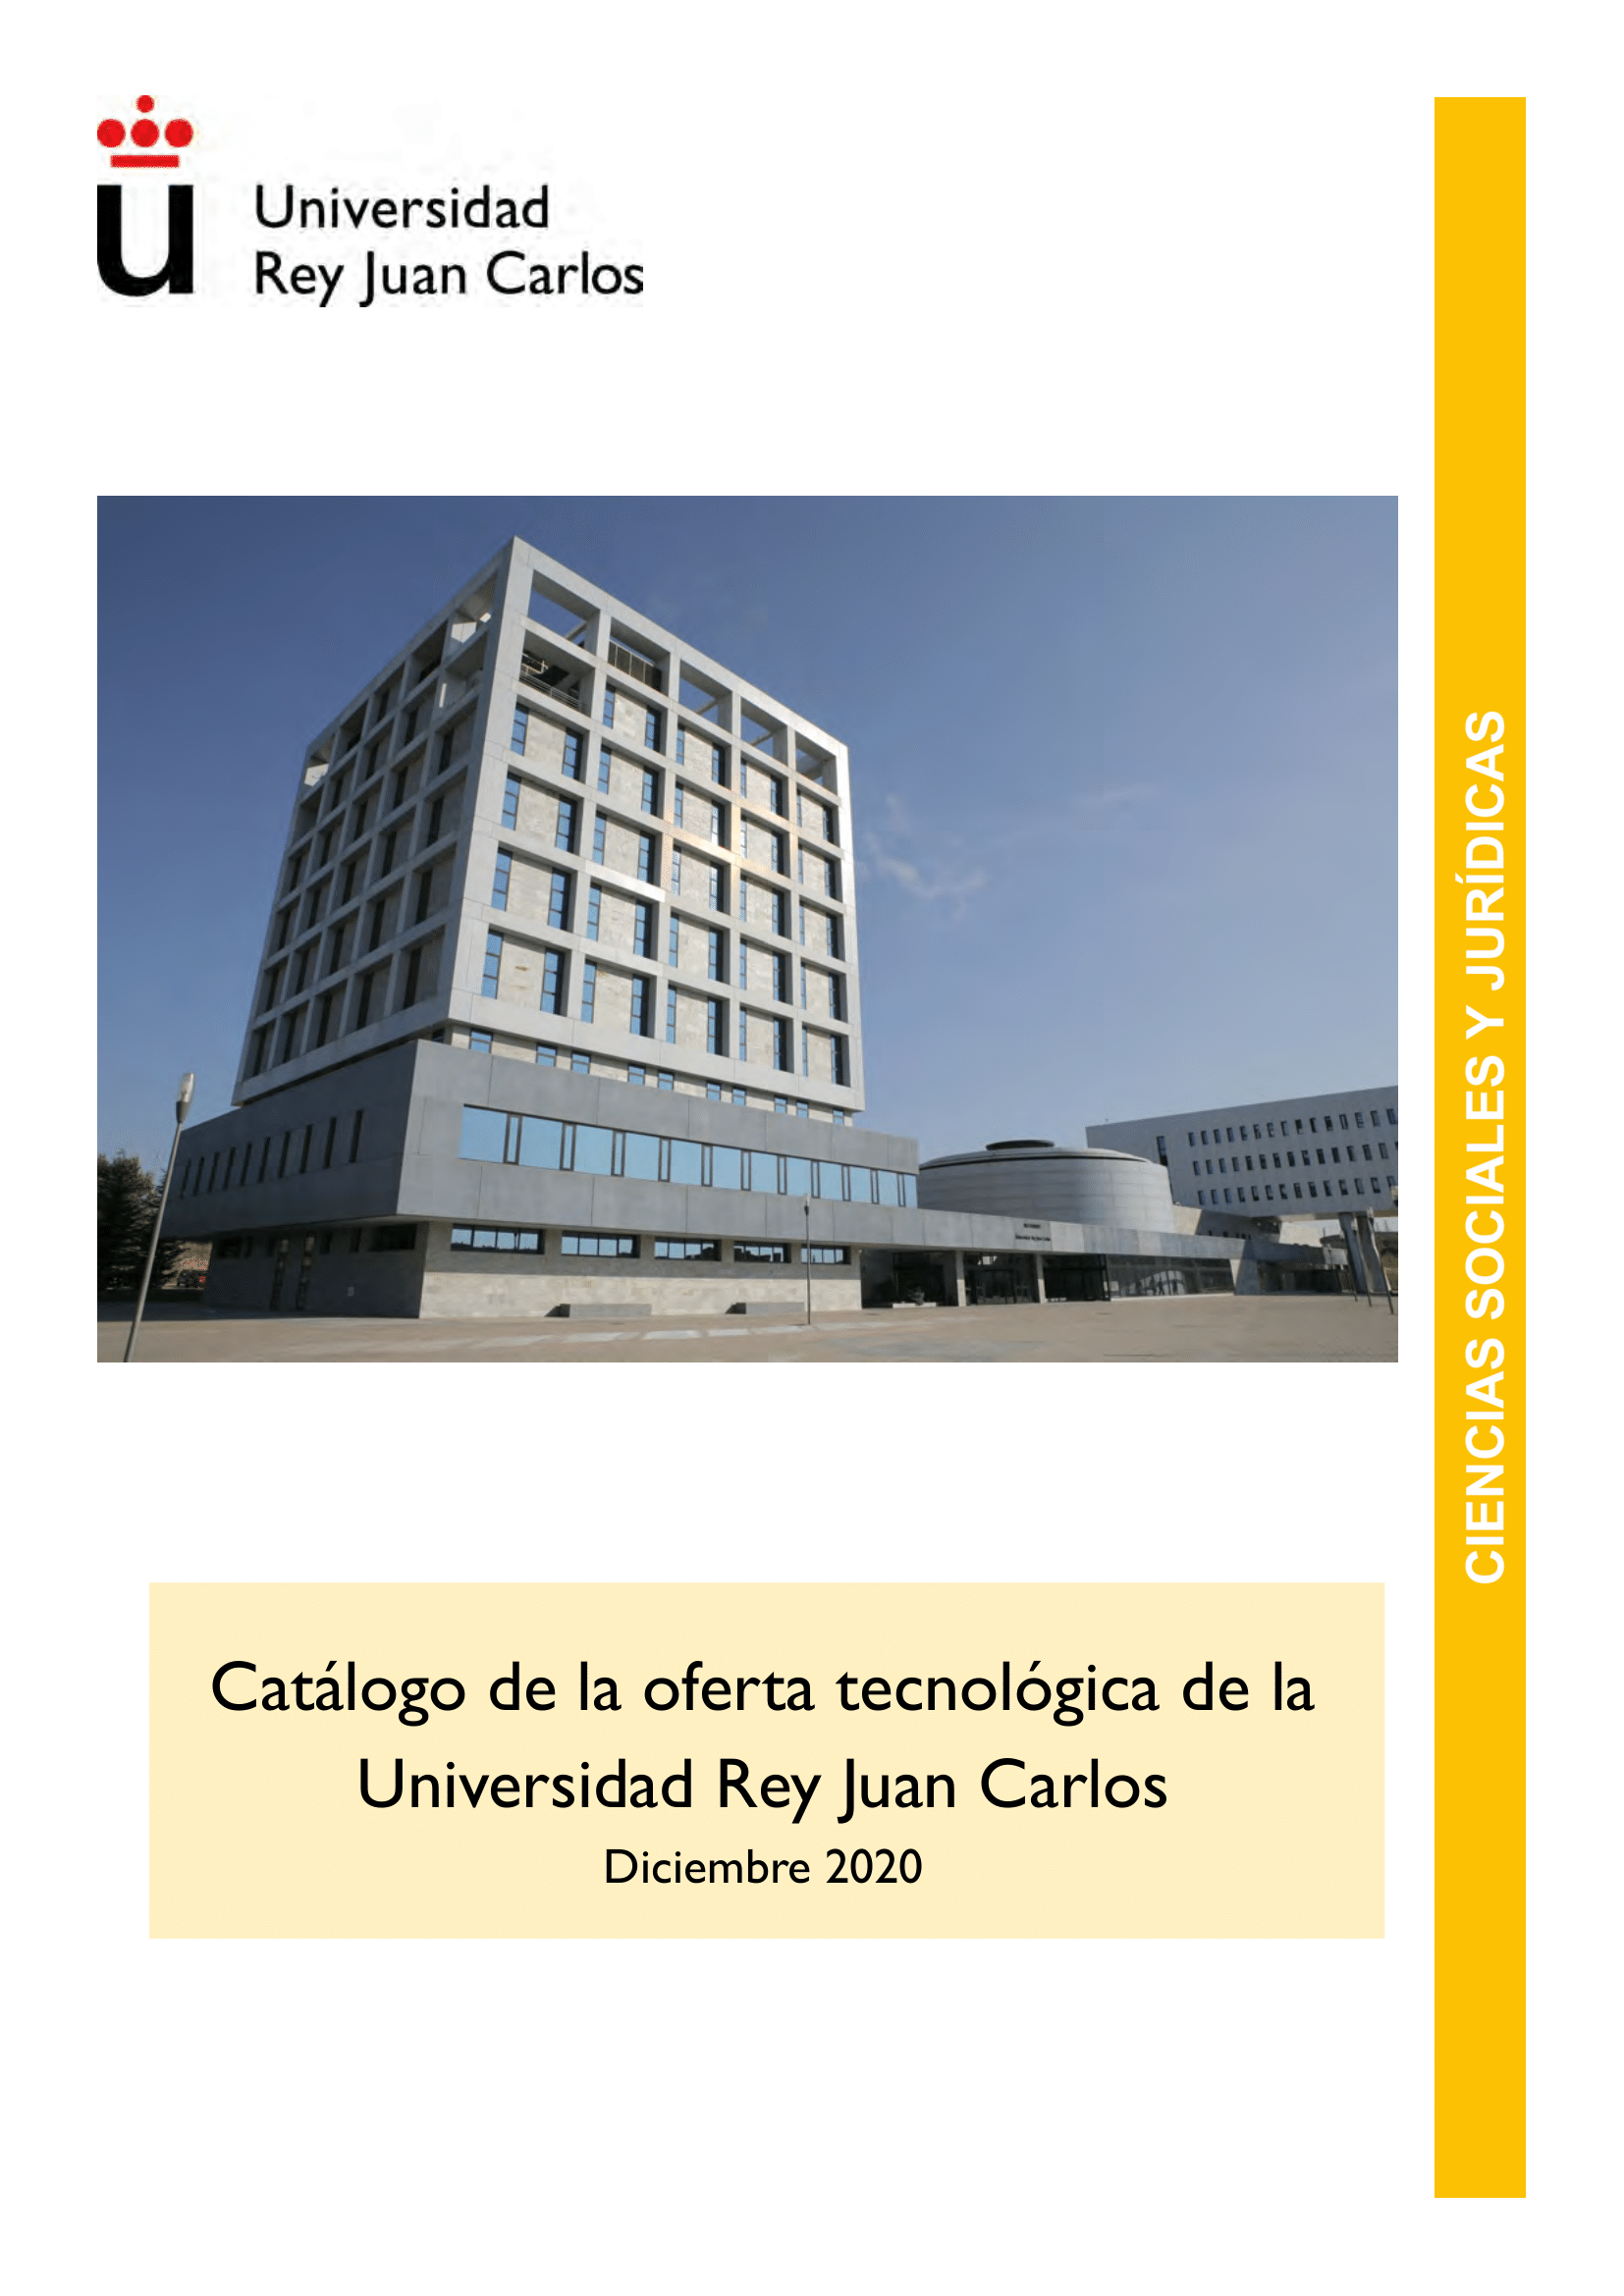 u
Universidad
Rey Juan Carlos
CIENCIAS SOCIALES Y JURÍDICAS
Catálogo de la oferta tecnológica de la
Universidad Rey Juan Carlos
Diciembre 2020